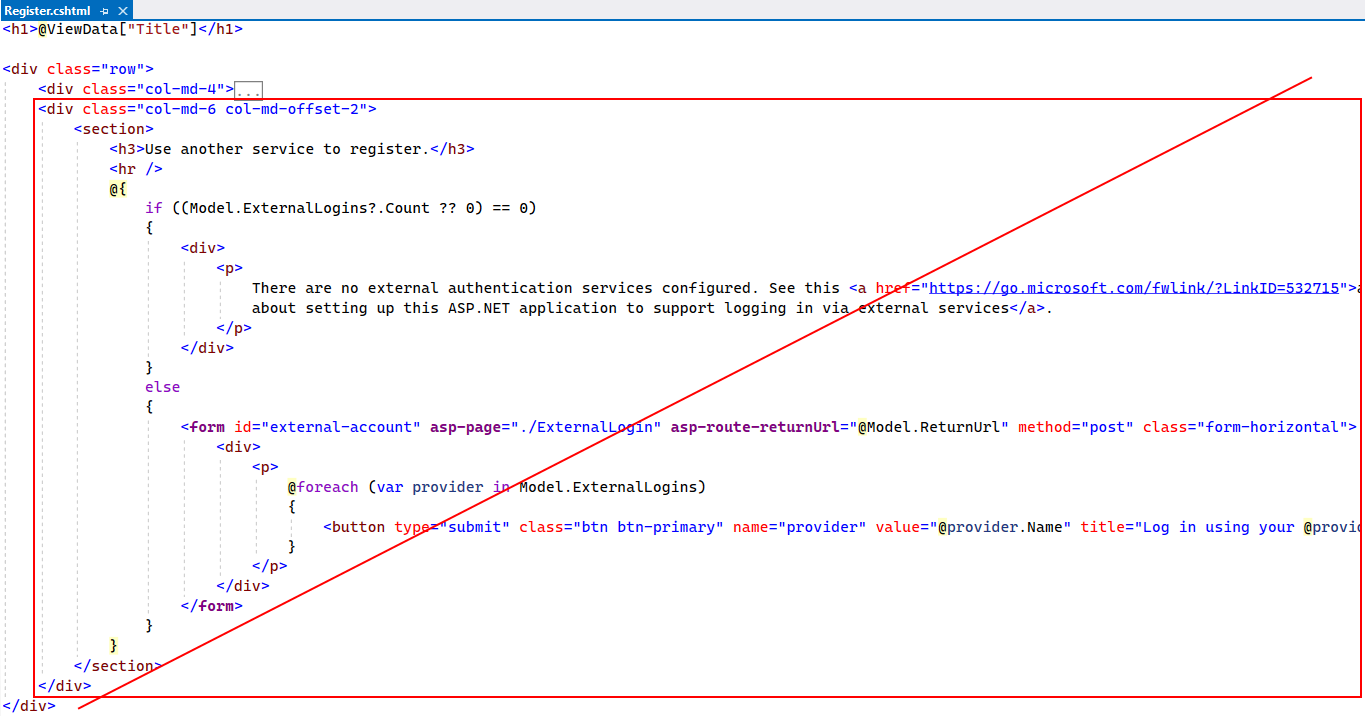 Register.cshtml
<h1>@ViewData["Title"]</h1>
<div class="row">
<div class="col-md-4">...
<div class="col-md-6 col-md-offset-2">
<section>
<h3>Use another service to register.</h3>
<hr />
@{
if ((Model.ExternalLogins?.Count ?? 0) == 0)
{
<div>
<p>
There are no external authentication services configured. See this <a href="https://go.microsoft.com/fwlink/?LinkID=532715">a
about setting up this ASP.NET application to support logging in via external services</a>.
</p>
</div>
}
else
{
<form id="external-account" asp-page="./ExternalLogin" asp-route-returnUrl="@Model.ReturnUrl" method="post" class="form-horizontal">
<div>
<p>
@foreach (var provider in Model.ExternalLogins)
{
<button type="submit" class="btn btn-primary" name="provider" value="@provider.Name" title="Log in using your @provid
}
</p>
</div>
</form>
}
}
</section>
</div>
</div>